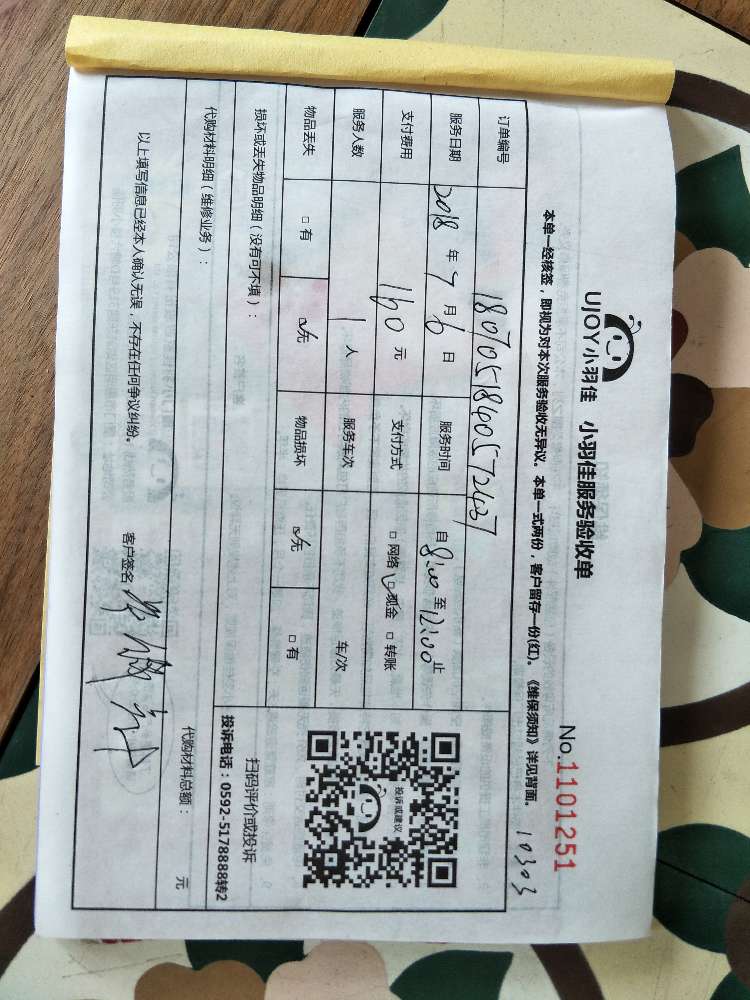 UJOY小羽佳 小羽佳服务验收单
No.1101251
本单一经核签，即视为对本次服务验收无异议。本单一式两份，客户留存一份(红)。《维保须知》详见背面。
10303
订单编号 1807051840572427
服务日期 2018 年 7 月 6 日 服务时间 自 8:00 至 12:00 止
支付费用 160 元 支付方式 □ 网络 ☑ 现金 □ 转账
服务人数 1 人 服务车次 车/次
物品丢失 □ 有 ☑ 无 物品损坏 ☑ 无 □ 有
损坏或丢失物品明细（没有可不填）：
投诉或建议
扫码评价或投诉
投诉电话：0592-5178888转2
代购材料明细（维修业务）：
代购材料总额： 元
以上填写信息已经本人确认无误，不存在任何争议纠纷。
客户签名